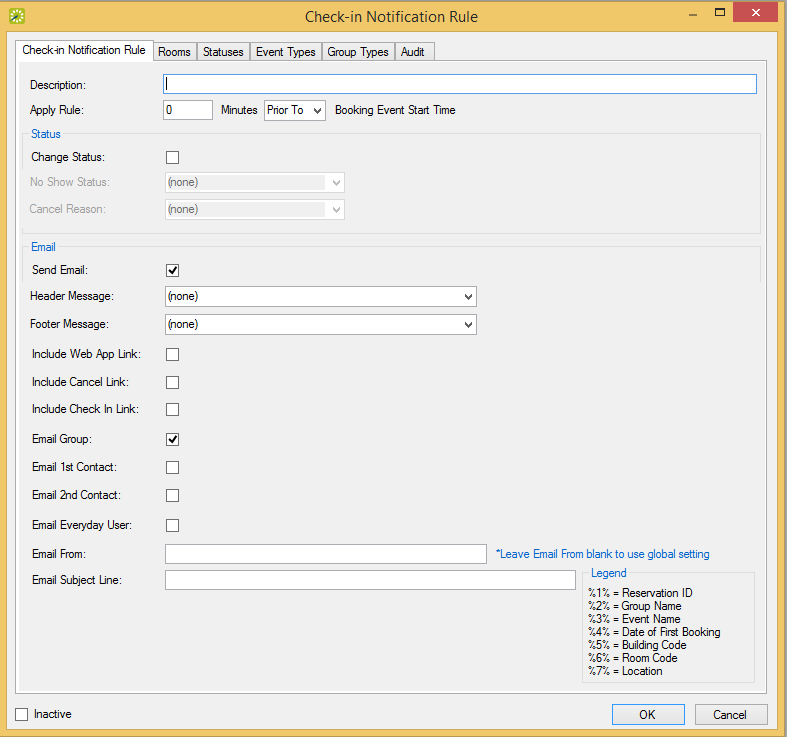 Check-in Notification Rule
Check-in Notification Rule Rooms Statuses Event Types Group Types Audit
Description:
Apply Rule: 0 Minutes Prior To Booking Event Start Time
Status
Change Status:
No Show Status: (none)
Cancel Reason: (none)
Email
Send Email:
Header Message: (none)
Footer Message: (none)
Include Web App Link:
Include Cancel Link:
Include Check In Link:
Email Group:
Email 1st Contact:
Email 2nd Contact:
Email Everyday User:
Email From: *Leave Email From blank to use global setting
Email Subject Line:
Legend
%1% = Reservation ID
%2% = Group Name
%3% = Event Name
%4% = Date of First Booking
%5% = Building Code
%6% = Room Code
%7% = Location
Inactive OK Cancel